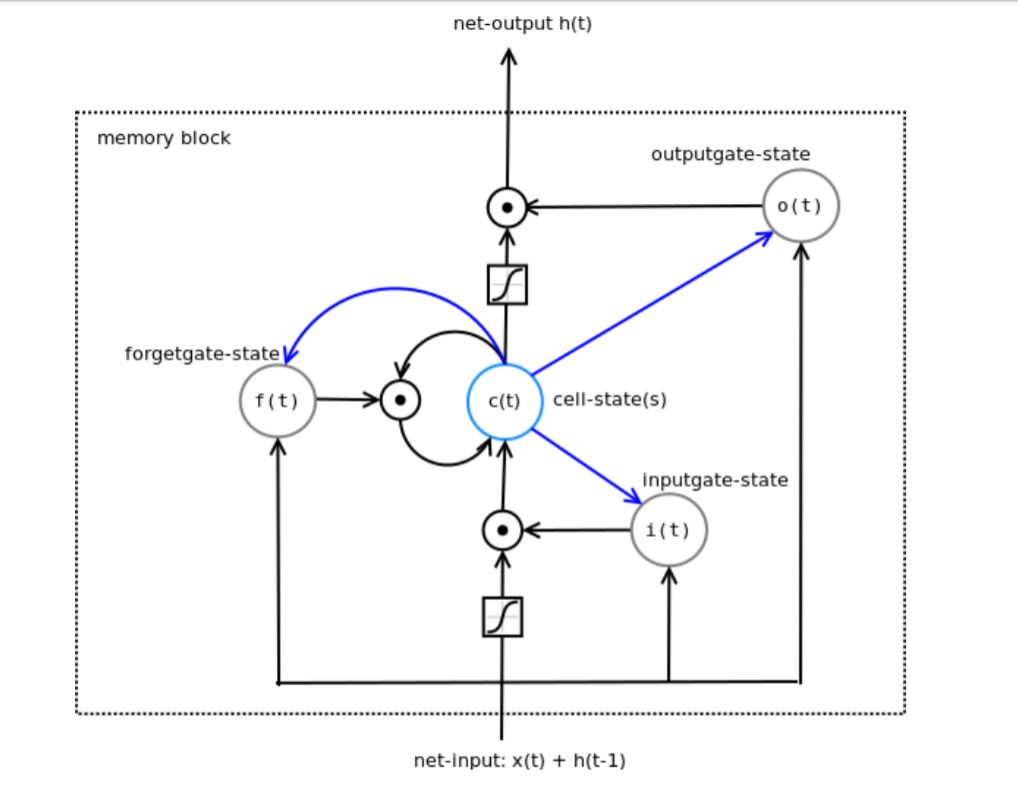 net-output h(t)
memory block
outputgate-state
o(t)
forgetgate-state
f(t)
c(t)
cell-state(s)
inputgate-state
i(t)
net-input: x(t) + h(t-1)